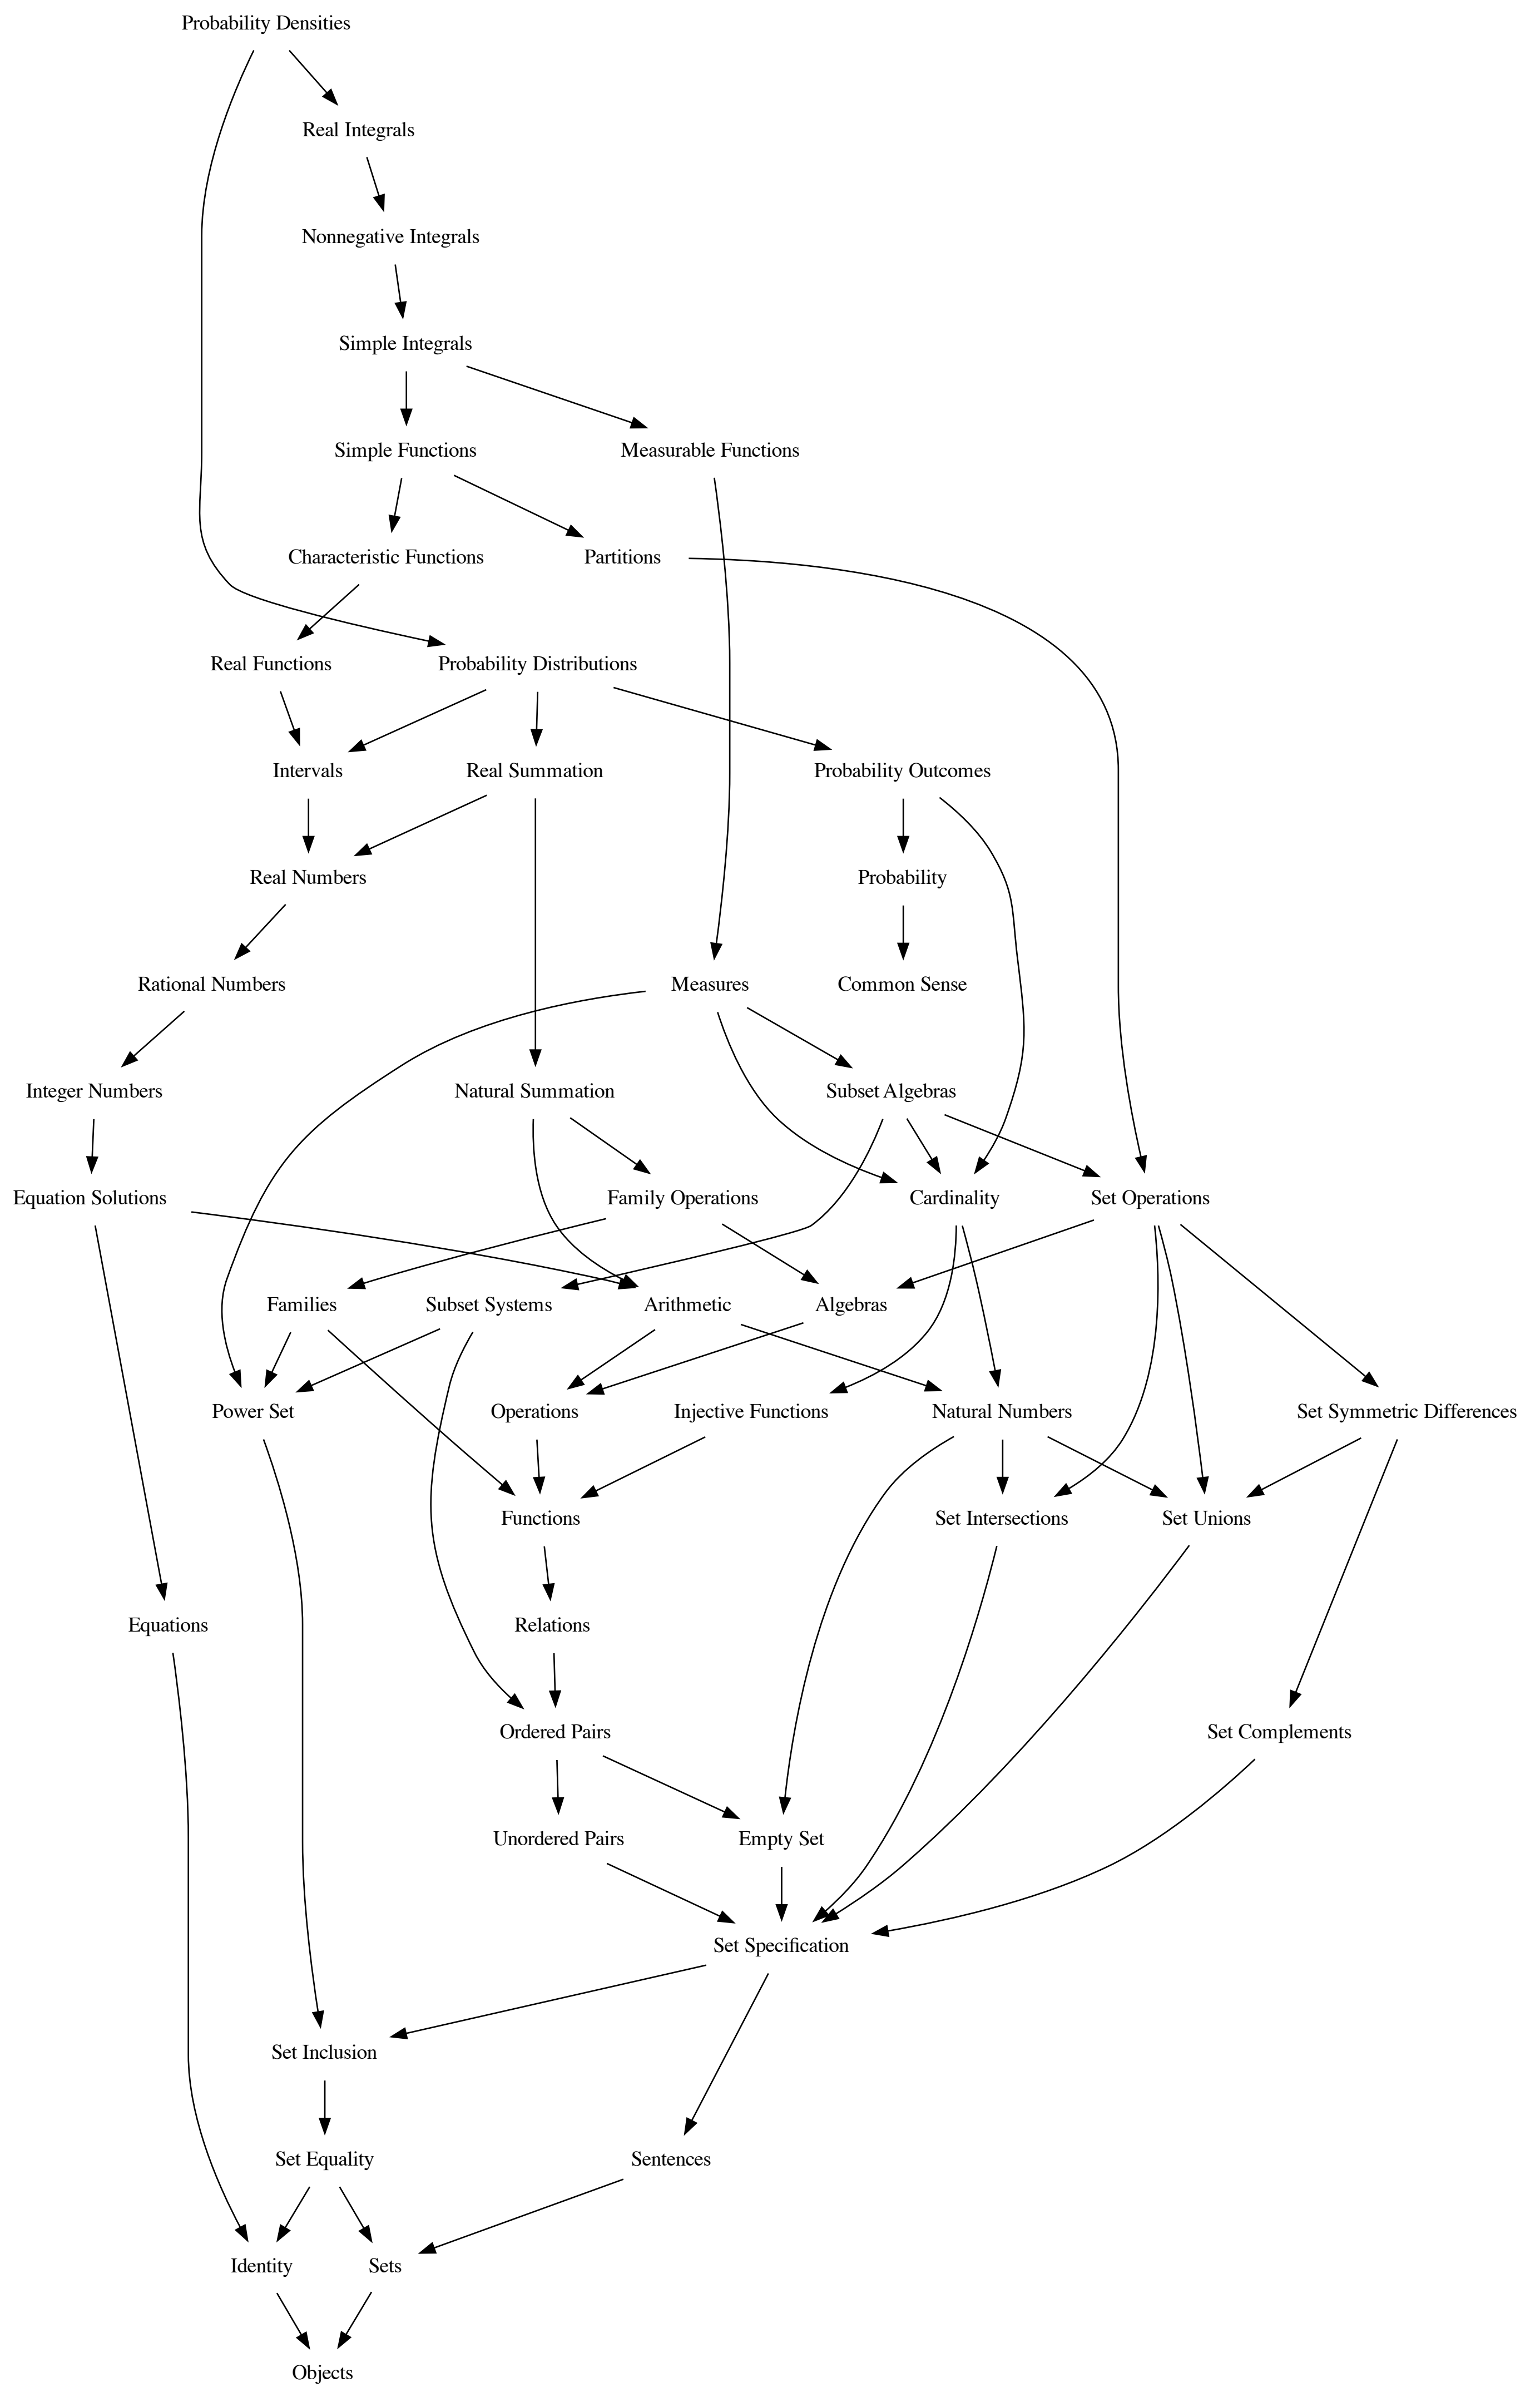 Probability Densities
Real Integrals
Nonnegative Integrals
Simple Integrals
Simple Functions
Measurable Functions
Characteristic Functions
Partitions
Real Functions
Probability Distributions
Intervals
Real Summation
Probability Outcomes
Real Numbers
Probability
Rational Numbers
Measures
Common Sense
Integer Numbers
Natural Summation
Subset Algebras
Equation Solutions
Family Operations
Cardinality
Set Operations
Families
Subset Systems
Arithmetic
Algebras
Power Set
Operations
Injective Functions
Natural Numbers
Set Symmetric Differences
Functions
Set Intersections
Set Unions
Equations
Relations
Ordered Pairs
Set Complements
Unordered Pairs
Empty Set
Set Specification
Set Inclusion
Set Equality
Sentences
Identity
Sets
Objects